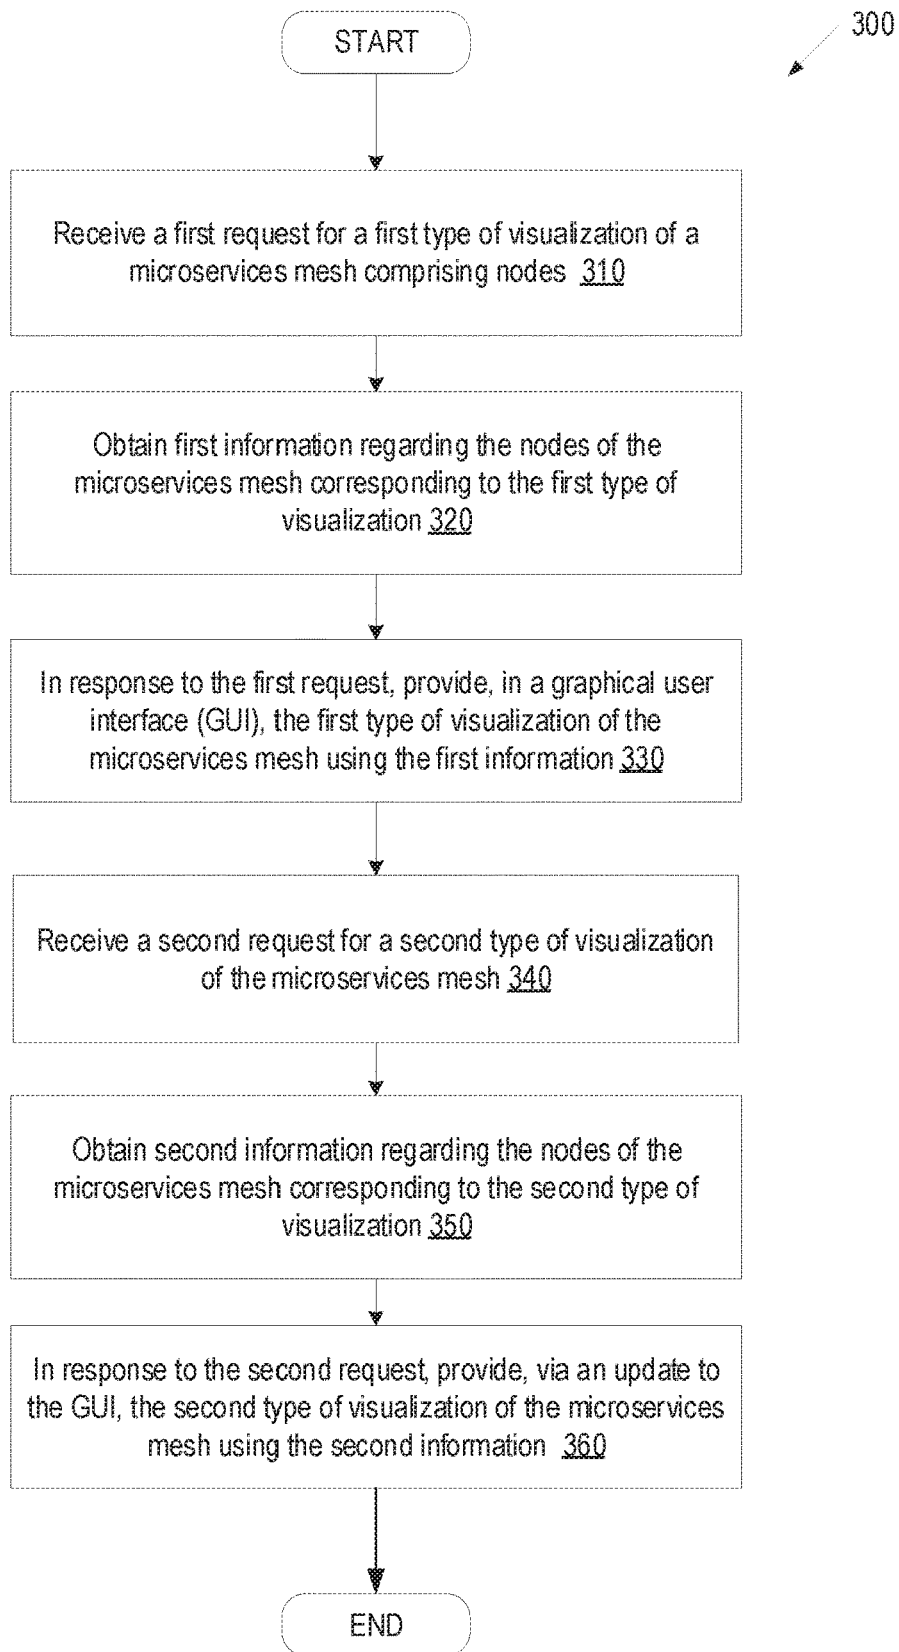 START
300
Receive a first request for a first type of visualization of a
microservices mesh comprising nodes 310
Obtain first information regarding the nodes of the
microservices mesh corresponding to the first type of
visualization 320
In response to the first request, provide, in a graphical user
interface (GUI), the first type of visualization of the
microservices mesh using the first information 330
Receive a second request for a second type of visualization
of the microservices mesh 340
Obtain second information regarding the nodes of the
microservices mesh corresponding to the second type of
visualization 350
In response to the second request, provide, via an update to
the GUI, the second type of visualization of the microservices
mesh using the second information 360
END